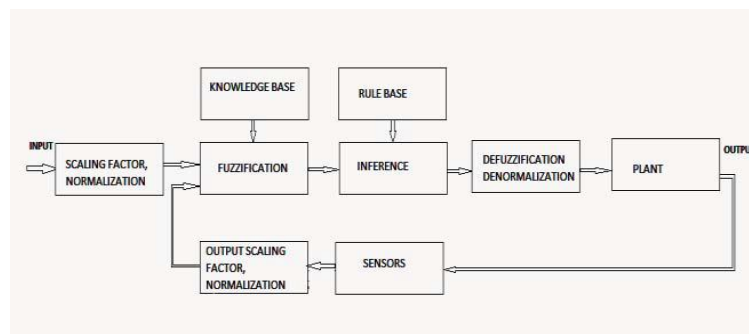 KNOWLEDGE BASE
RULE BASE
INPUT
SCALING FACTOR,
NORMALIZATION
FUZZIFICATION
INFERENCE
DEFUZZIFICATION
DENORMALIZATION
PLANT
OUTPU
OUTPUT SCALING
FACTOR,
NORMALIZATION
SENSORS